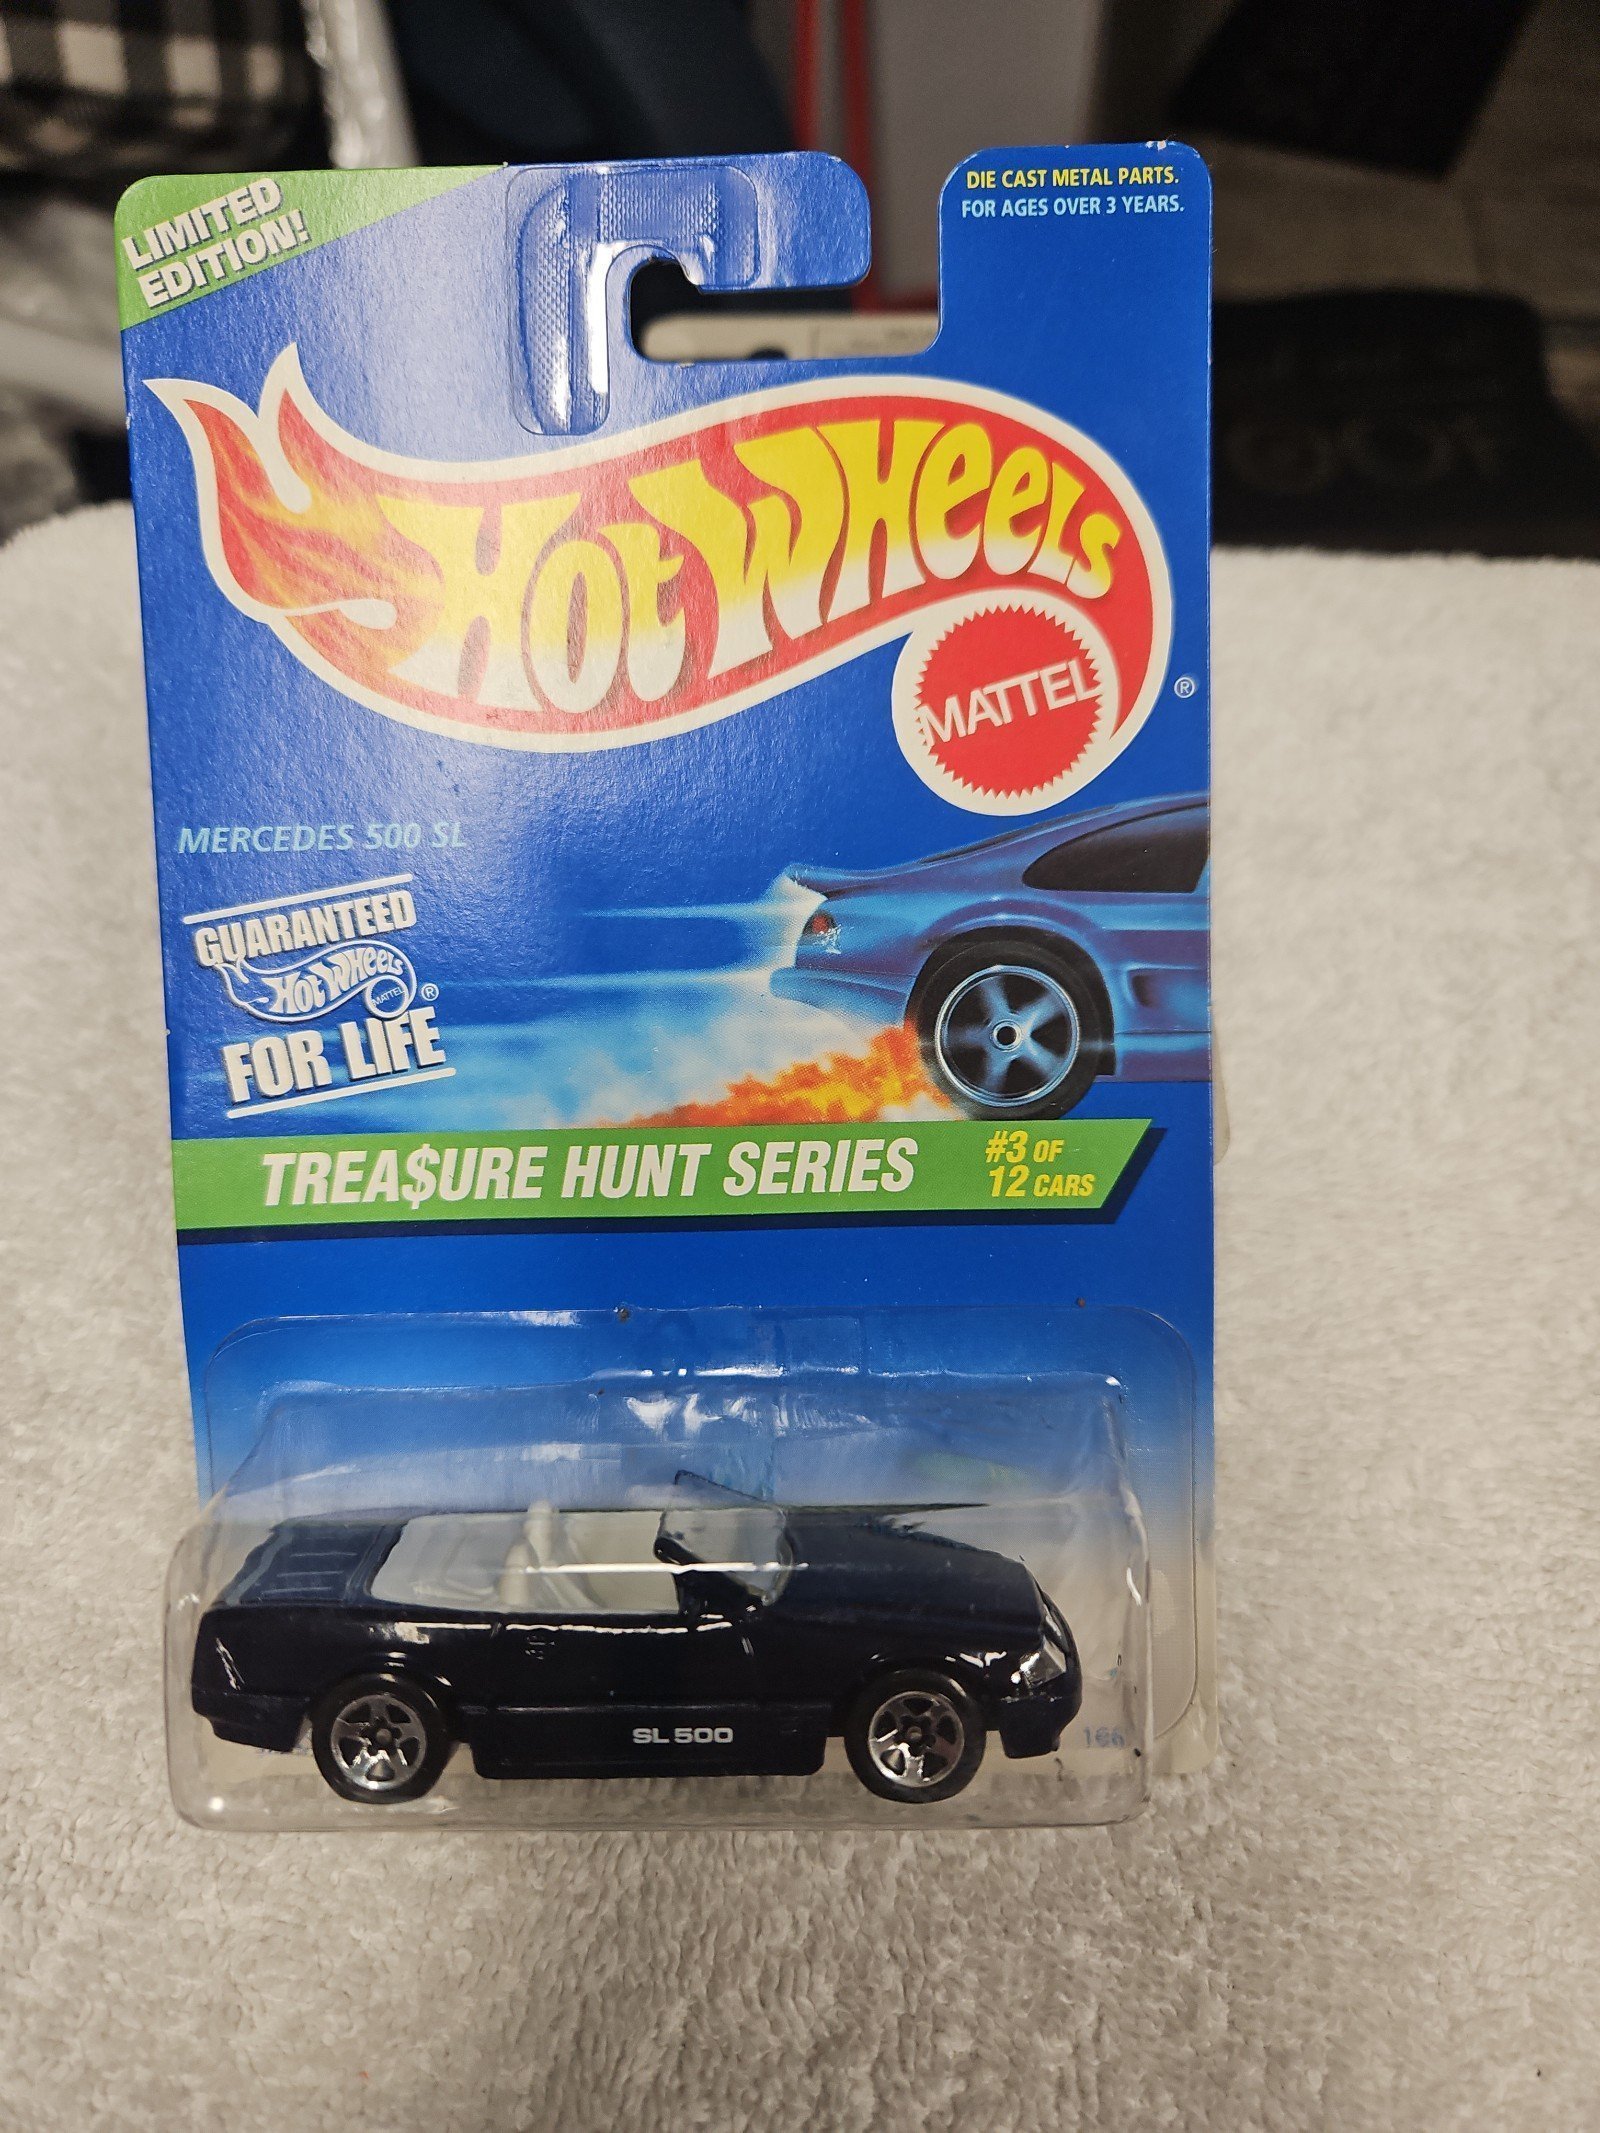 LIMITED
EDITION!
DIE CAST METAL PARTS.
FOR AGES OVER 3 YEARS.
HOT WHEELS
MATTEL
®
MERCEDES 500 SL
GUARANTEED
HOT WHEELS
MATTEL ®
FOR LIFE
TREA$URE HUNT SERIES
#3 OF
12 CARS
SL 500
166